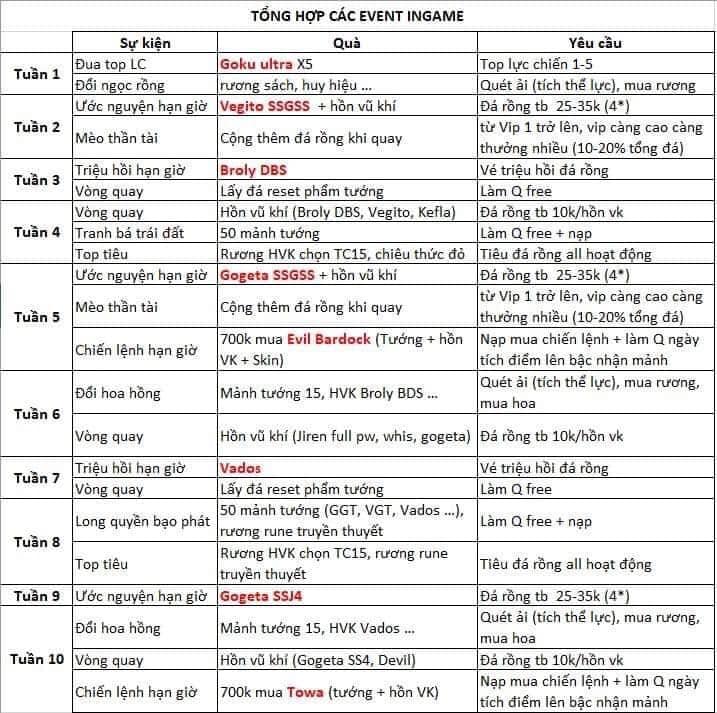 TỔNG HỢP CÁC EVENT INGAME
Sự kiện Quà Yêu cầu
Tuần 1
Đua top LC Goku ultra X5 Top lực chiến 1-5
Đổi ngọc rồng rương sách, huy hiệu ... Quét ải (tích thể lực), mua rương
Tuần 2
Ước nguyện hạn giờ Vegito SSGSS + hồn vũ khí Đá rồng tb 25-35k (4*)
Mèo thần tài Cộng thêm đá rồng khi quay từ Vip 1 trở lên, vip càng cao càng
thưởng nhiều (10-20% tổng đá)
Tuần 3
Triệu hồi hạn giờ Broly DBS Vé triệu hồi đá rồng
Vòng quay Lấy đá reset phẩm tướng Làm Q free
Tuần 4
Vòng quay Hồn vũ khí (Broly DBS, Vegito, Kefla) Đá rồng tb 10k/hồn vk
Tranh bá trái đất 50 mảnh tướng Làm Q free + nạp
Top tiêu Rương HVK chọn TC15, chiêu thức đỏ Tiêu đá rồng all hoạt động
Tuần 5
Ước nguyện hạn giờ Gogeta SSGSS + hồn vũ khí Đá rồng tb 25-35k (4*)
Mèo thần tài Cộng thêm đá rồng khi quay từ Vip 1 trở lên, vip càng cao càng
thưởng nhiều (10-20% tổng đá)
Chiến lệnh hạn giờ 700k mua Evil Bardock (Tướng + hồn
VK + Skin)
Nạp mua chiến lệnh + làm Q ngày
tích điểm lên bậc nhận mảnh
Tuần 6
Đổi hoa hồng Mảnh tướng 15, HVK Broly BDS ... Quét ải (tích thể lực), mua rương,
mua hoa
Vòng quay Hồn vũ khí (Jiren full pw, whis, gogeta) Đá rồng tb 10k/hồn vk
Tuần 7
Triệu hồi hạn giờ Vados Vé triệu hồi đá rồng
Vòng quay Lấy đá reset phẩm tướng Làm Q free
Tuần 8
Long quyền bạo phát 50 mảnh tướng (GGT, VGT, Vados ...),
rương rune truyền thuyết
Làm Q free + nạp
Top tiêu Rương HVK chọn TC15, rương rune
truyền thuyết
Tiêu đá rồng all hoạt động
Tuần 9
Ước nguyện hạn giờ Gogeta SSJ4 Đá rồng tb 25-35k (4*)
Tuần 10
Đổi hoa hồng Mảnh tướng 15, HVK Vados ... Quét ải (tích thể lực), mua rương,
mua hoa
Vòng quay Hồn vũ khí (Gogeta SS4, Devil) Đá rồng tb 10k/hồn vk
Chiến lệnh hạn giờ 700k mua Towa (tướng + hồn VK) Nạp mua chiến lệnh + làm Q ngày
tích điểm lên bậc nhận mảnh